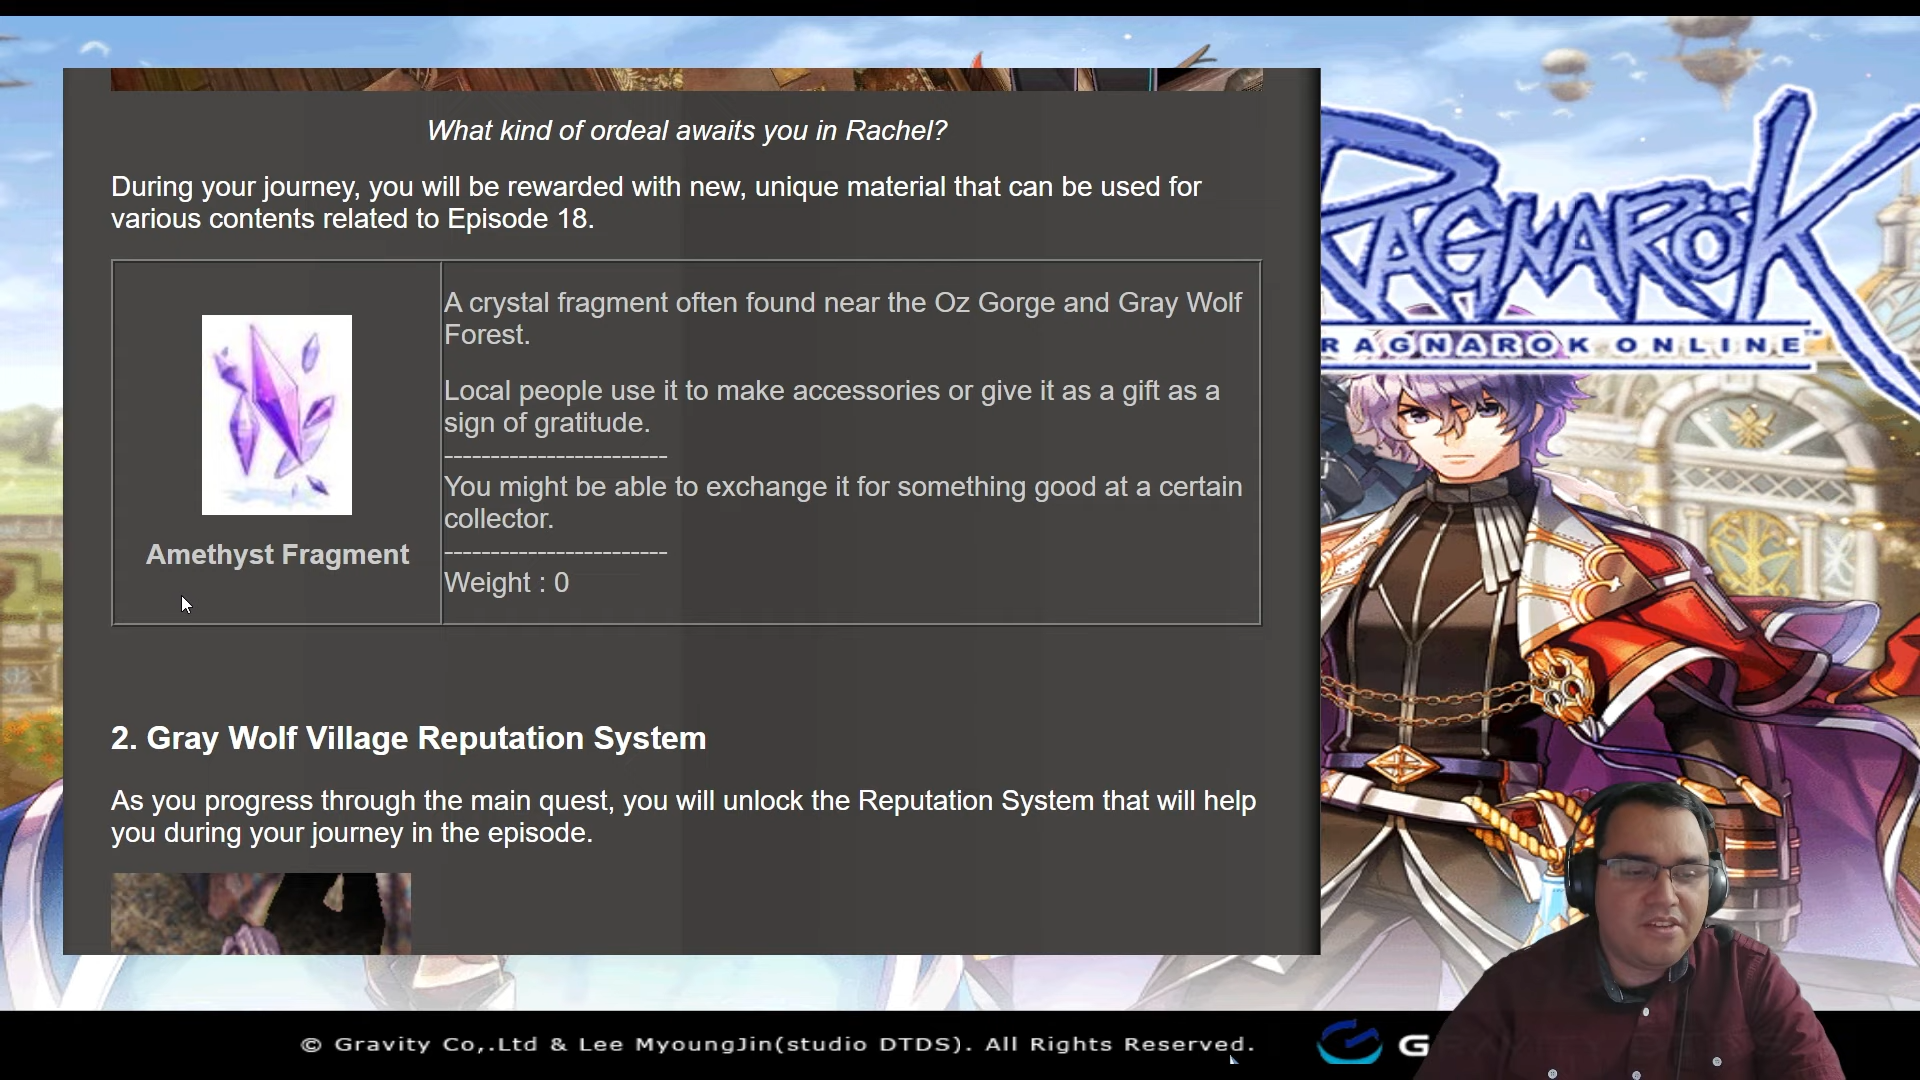 What kind of ordeal awaits you in Rachel?
During your journey, you will be rewarded with new, unique material that can be used for
various contents related to Episode 18.
A crystal fragment often found near the Oz Gorge and Gray Wolf
Forest.
Local people use it to make accessories or give it as a gift as a
sign of gratitude.
------------------------
You might be able to exchange it for something good at a certain
collector.
------------------------
Weight : 0
Amethyst Fragment
2. Gray Wolf Village Reputation System
As you progress through the main quest, you will unlock the Reputation System that will help
you during your journey in the episode.
RAGNARÖK
RAGNAROK ONLINE
© Gravity Co,.Ltd & Lee MyoungJin(studio DTDS). All Rights Reserved.